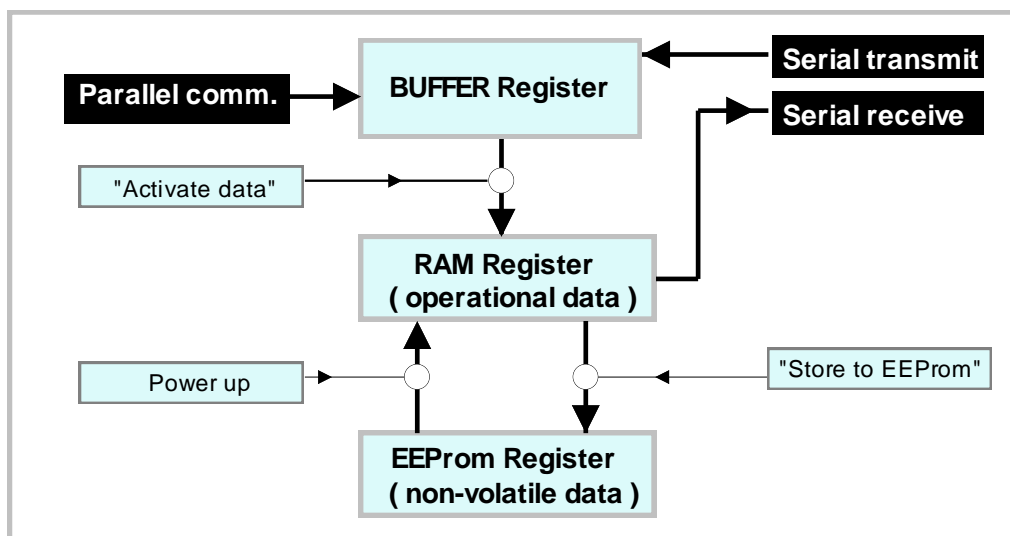 Serial transmit
Parallel comm.
BUFFER Register
Serial receive
"Activate data"
RAM Register
( operational data )
Power up
"Store to EEProm"
EEProm Register
( non-volatile data )